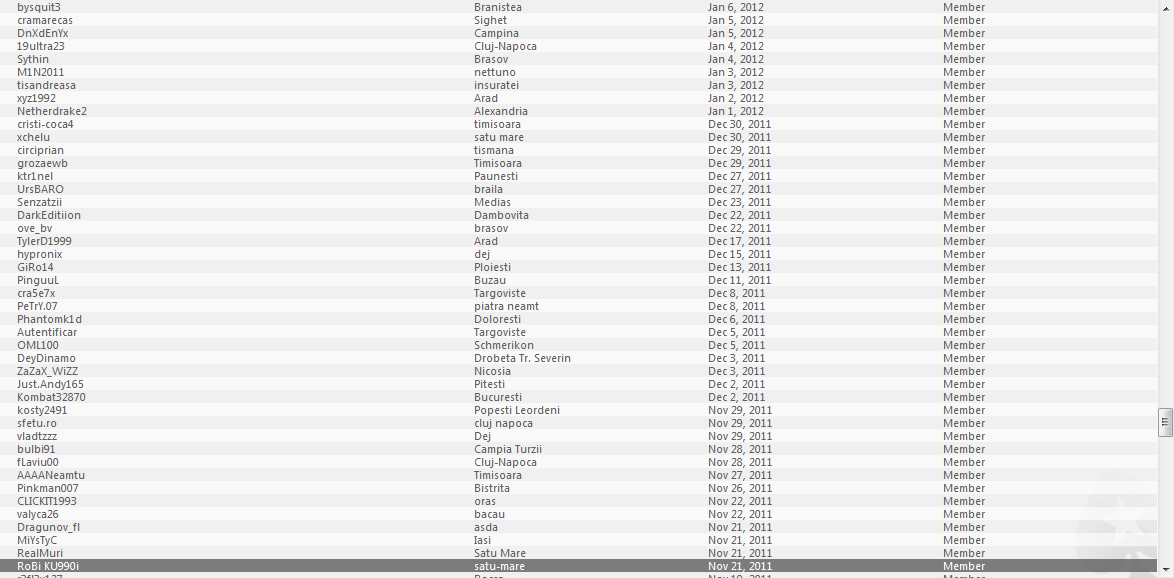 bysquit3 Branistea Jan 6, 2012 Member
cramarecas Sighet Jan 5, 2012 Member
DnXdEnYx Campina Jan 5, 2012 Member
19ultra23 Cluj-Napoca Jan 4, 2012 Member
Sythin Brasov Jan 4, 2012 Member
M1N2011 nettuno Jan 3, 2012 Member
tisandreasa insuratei Jan 3, 2012 Member
xyz1992 Arad Jan 2, 2012 Member
Netherdrake2 Alexandria Jan 1, 2012 Member
cristi-coca4 timisoara Dec 30, 2011 Member
xchelu satu mare Dec 30, 2011 Member
circiprian tismana Dec 29, 2011 Member
grozaewb Timisoara Dec 29, 2011 Member
ktr1nel Paunesti Dec 27, 2011 Member
UrsBARO braila Dec 27, 2011 Member
Senzatzii Medias Dec 23, 2011 Member
DarkEditiion Dambovita Dec 22, 2011 Member
ove_bv brasov Dec 22, 2011 Member
TylerD1999 Arad Dec 17, 2011 Member
hypronix dej Dec 15, 2011 Member
GiRo14 Ploiesti Dec 13, 2011 Member
PinguuL Buzau Dec 11, 2011 Member
cra5e7x Targoviste Dec 8, 2011 Member
PeTrY.07 piatra neamt Dec 8, 2011 Member
Phantomk1d Doloresti Dec 6, 2011 Member
Autentificar Targoviste Dec 5, 2011 Member
OML100 Schmerikon Dec 5, 2011 Member
DeyDinamo Drobeta Tr. Severin Dec 3, 2011 Member
ZaZaX_WiZZ Nicosia Dec 3, 2011 Member
Just.Andy165 Pitesti Dec 2, 2011 Member
Kombat32870 Bucuresti Dec 2, 2011 Member
kosty2491 Popesti Leordeni Nov 29, 2011 Member
sfetu.ro cluj napoca Nov 29, 2011 Member
vladtzzz Dej Nov 29, 2011 Member
bulbi91 Campia Turzii Nov 28, 2011 Member
fLaviu00 Cluj-Napoca Nov 28, 2011 Member
AAAANeamtu Timisoara Nov 27, 2011 Member
Pinkman007 Bistrita Nov 26, 2011 Member
CLICKIT1993 oras Nov 22, 2011 Member
valyca26 bacau Nov 22, 2011 Member
Dragunov_fl asda Nov 21, 2011 Member
MiYsTyC Iasi Nov 21, 2011 Member
RealMuri Satu Mare Nov 21, 2011 Member
RoBi KU990i satu-mare Nov 21, 2011 Member